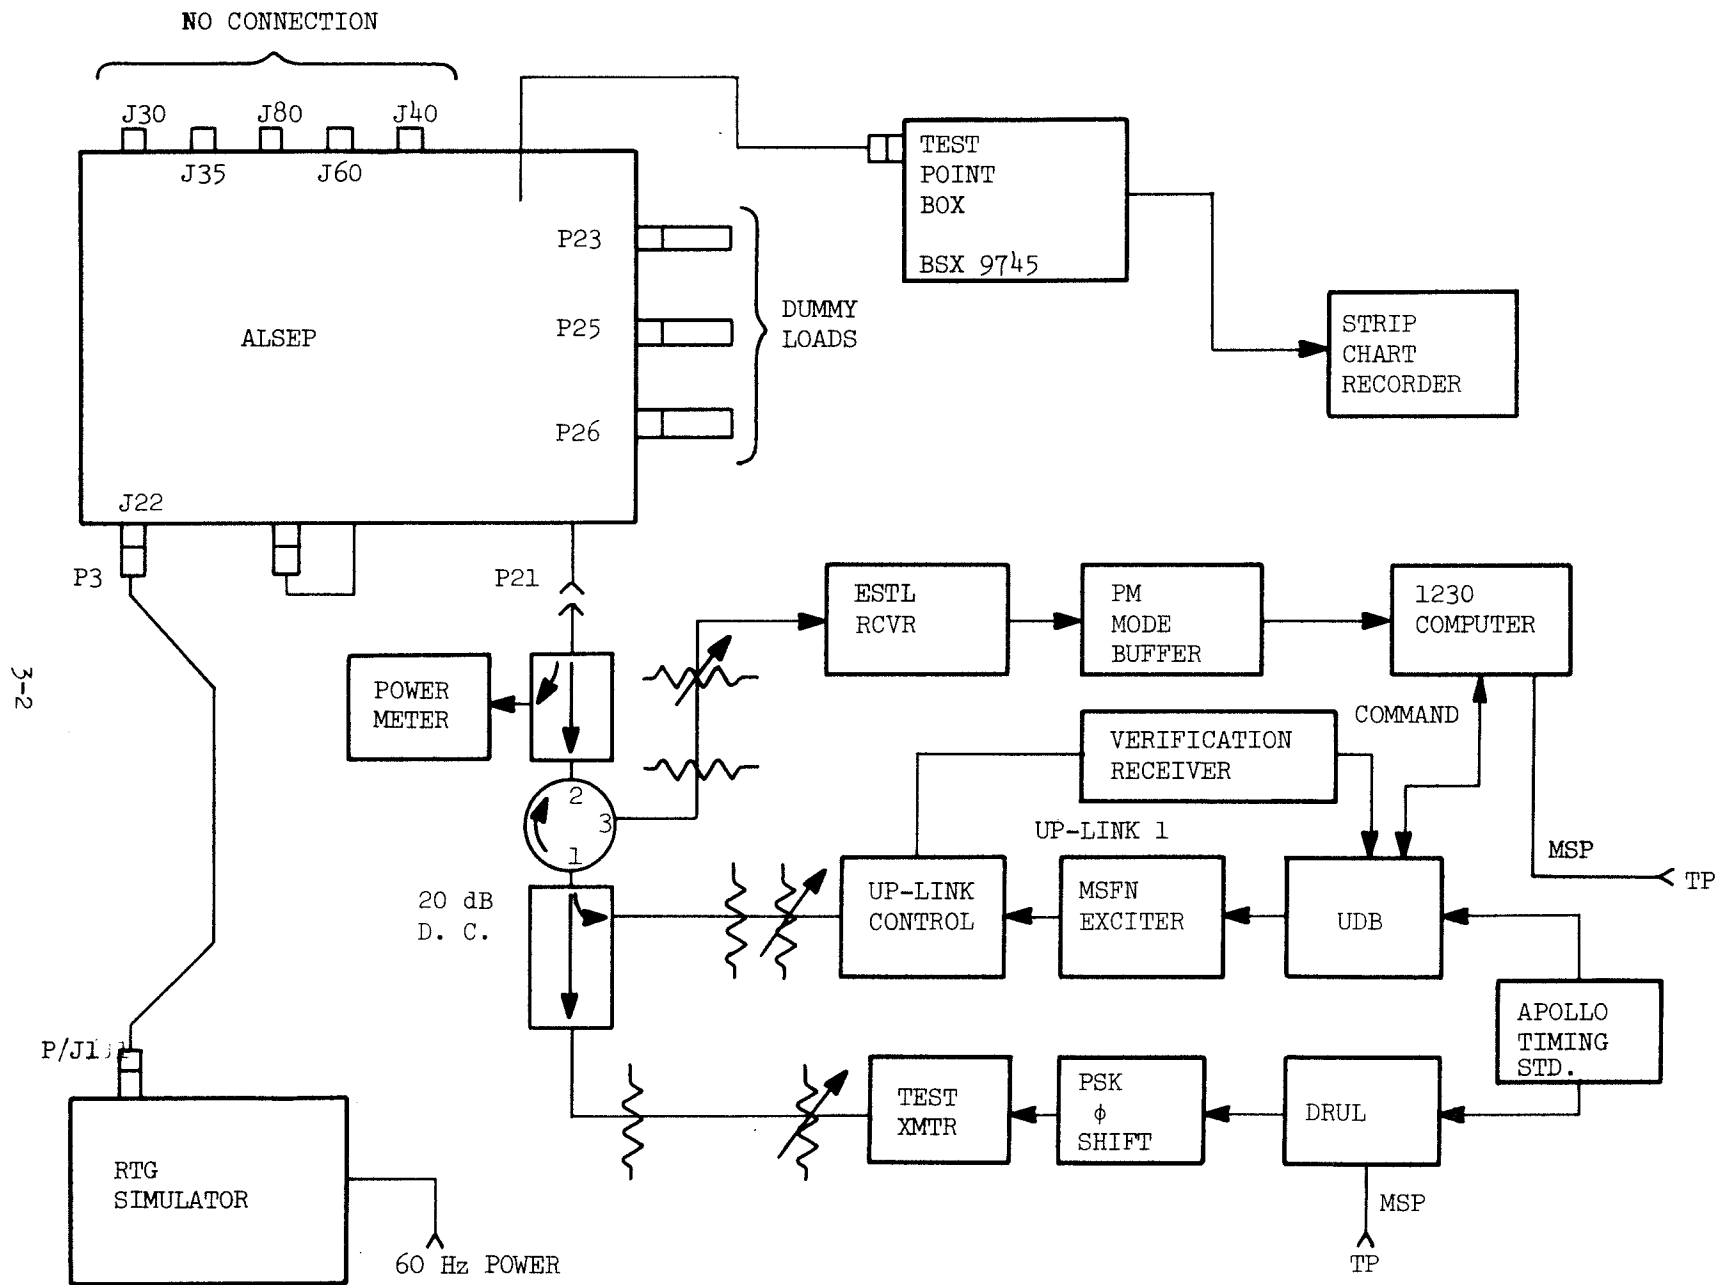 NO CONNECTION
J30
J80
J40
J35
J60
TEST
POINT
BOX
BSX 9745
P23
P25
P26
DUMMY
LOADS
ALSEP
STRIP
CHART
RECORDER
J22
P3
P21
ESTL
RCVR
PM
MODE
BUFFER
1230
COMPUTER
3-2
POWER
METER
COMMAND
VERIFICATION
RECEIVER
2
3
1
UP-LINK 1
MSP
TP
20 dB
D. C.
UP-LINK
CONTROL
MSFN
EXCITER
UDB
APOLLO
TIMING
STD.
TEST
XMTR
PSK
ϕ
SHIFT
DRUL
MSP
TP
RTG
SIMULATOR
60 Hz POWER